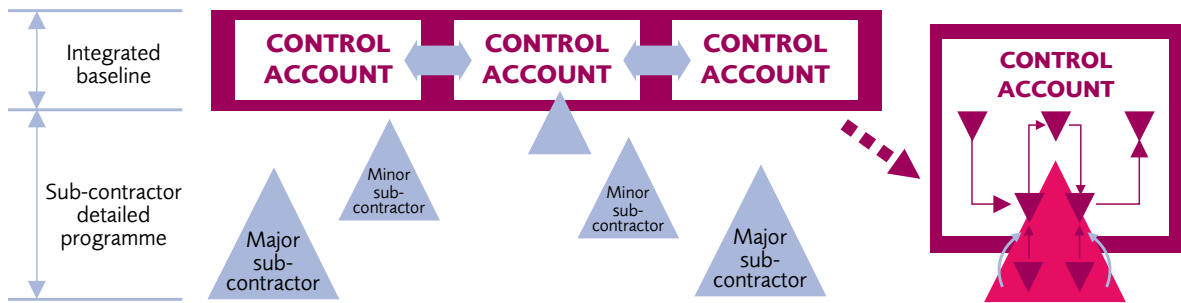 Integrated
baseline
CONTROL
ACCOUNT
CONTROL
ACCOUNT
CONTROL
ACCOUNT
CONTROL
ACCOUNT
Sub-contractor
detailed
programme
Major
sub-
contractor
Minor
sub-
contractor
Minor
sub-
contractor
Major
sub-
contractor